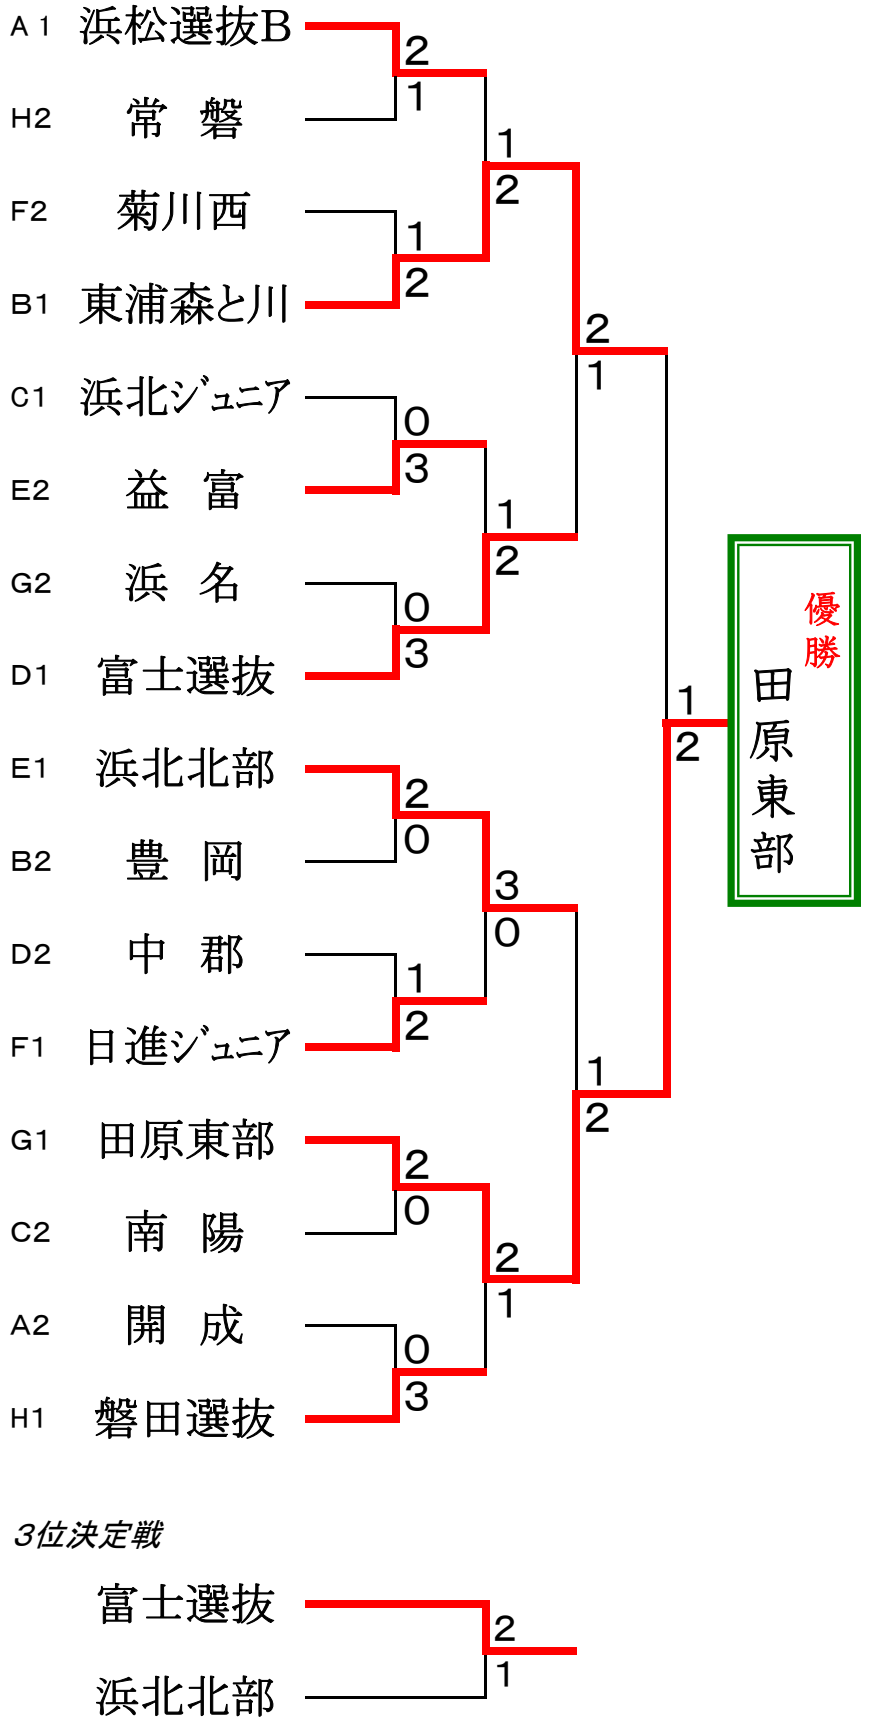 A1 浜松選抜B
2
1
H2 常 磐
1
2
F2 菊川西
1
2
B1 東浦森と川
2
1
C1 浜北ジュニア
0
3
E2 益 富
1
2
G2 浜 名
0
3
D1 富士選抜
優勝
田原東部
1
2
E1 浜北北部
2
0
B2 豊 岡
3
0
D2 中 郡
1
2
F1 日進ジュニア
1
2
G1 田原東部
2
0
C2 南 陽
2
1
A2 開 成
0
3
H1 磐田選抜
3位決定戦
富士選抜
2
1
浜北北部